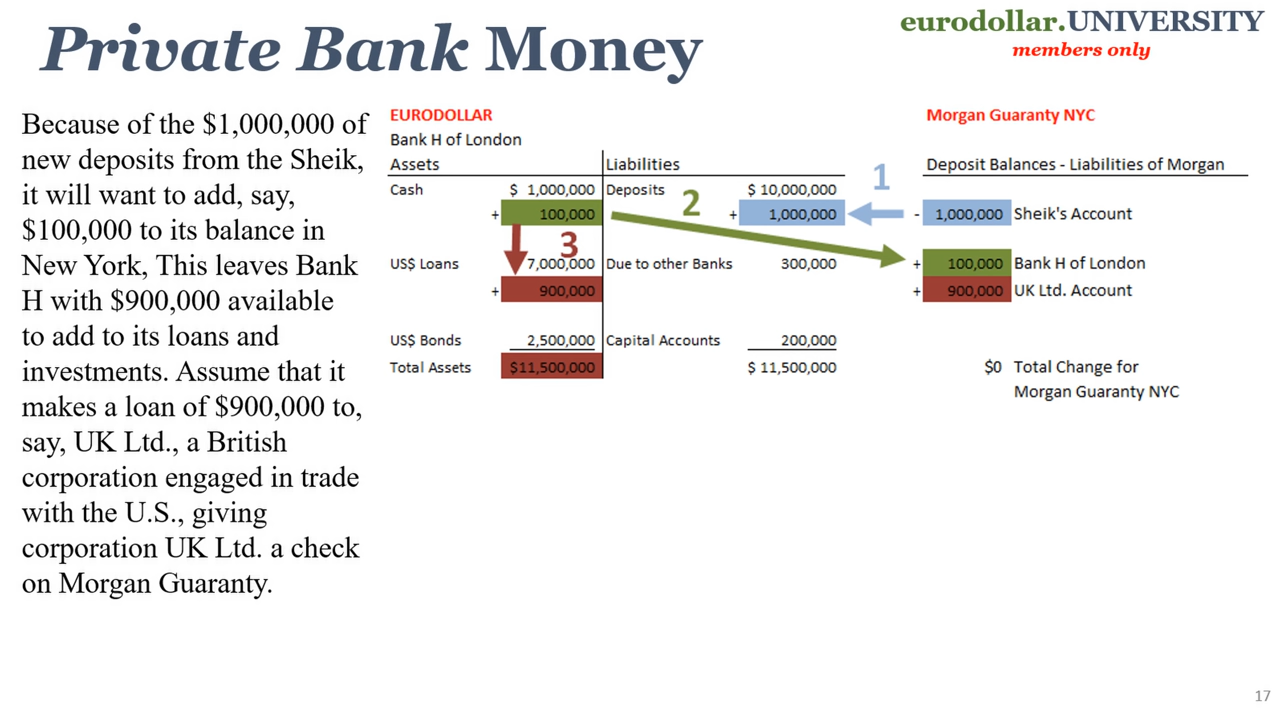 Private Bank Money
eurodollar.UNIVERSITY
members only
Because of the $1,000,000 of
new deposits from the Sheik,
it will want to add, say,
$100,000 to its balance in
New York, This leaves Bank
H with $900,000 available
to add to its loans and
investments. Assume that it
makes a loan of $900,000 to,
say, UK Ltd., a British
corporation engaged in trade
with the U.S., giving
corporation UK Ltd. a check
on Morgan Guaranty.
EURODOLLAR
Bank H of London
Assets Liabilities
Cash $ 1,000,000 Deposits $ 10,000,000
+ 100,000 2 + 1,000,000 1
3
US$ Loans 7,000,000 Due to other Banks 300,000
+ 900,000
US$ Bonds 2,500,000 Capital Accounts 200,000
Total Assets $11,500,000 $ 11,500,000
Morgan Guaranty NYC
Deposit Balances - Liabilities of Morgan
- 1,000,000 Sheik's Account
+ 100,000 Bank H of London
+ 900,000 UK Ltd. Account
$0 Total Change for
Morgan Guaranty NYC
17